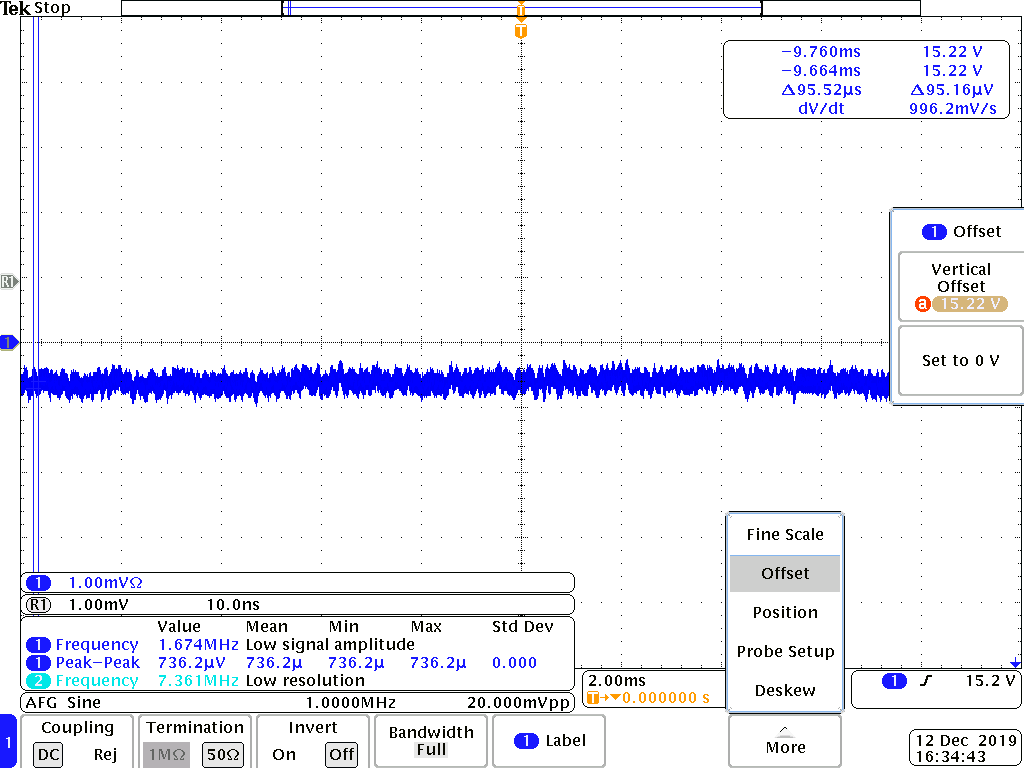 Tek Stop
T
T
−9.760ms 15.22 V
−9.664ms 15.22 V
Δ95.52µs Δ95.16µV
dV/dt 996.2mV/s
1 Offset
Vertical
Offset
a 15.22 V
Set to 0 V
R1
1
Fine Scale
Offset
Position
Probe Setup
Deskew
1 1.00mVΩ
R1 1.00mV 10.0ns
Value Mean Min Max Std Dev
1 Frequency 1.674MHz Low signal amplitude
1 Peak−Peak 736.2µV 736.2µ 736.2µ 736.2µ 0.000
2 Frequency 7.361MHz Low resolution
AFG Sine 1.0000MHz 20.000mVpp
2.00ms
T→▼0.000000 s
1 15.2 V
1
Coupling
DC Rej
Termination
1MΩ 50Ω
Invert
On Off
Bandwidth
Full
1 Label
More
12 Dec 2019
16:34:43